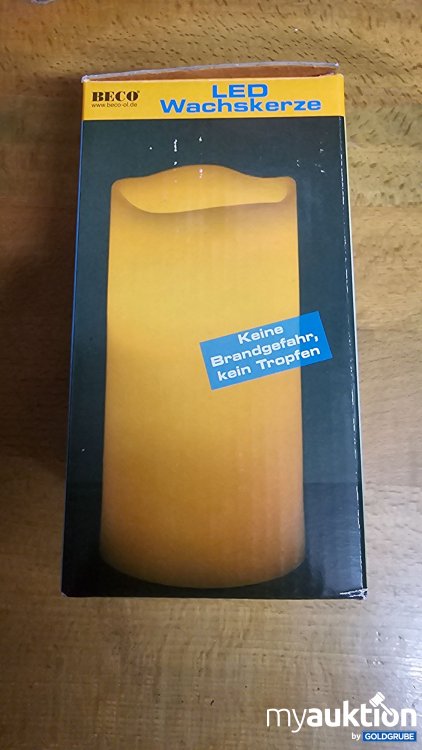 BECO®
www.beco-ol.de
LED
Wachskerze
Keine
Brandgefahr,
kein Tropfen
myauktion
by GOLDGRUBE